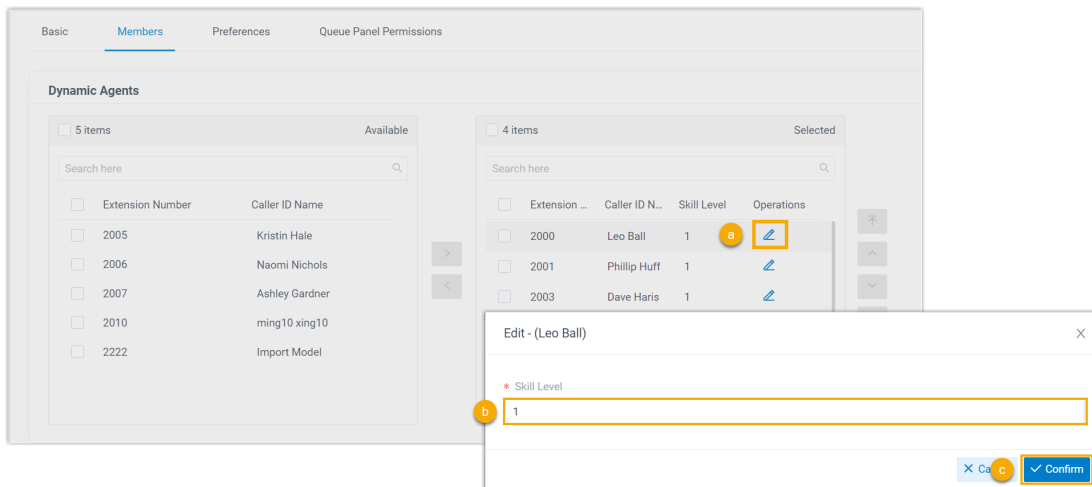 Basic Members Preferences Queue Panel Permissions
Dynamic Agents
5 items Available
Search here
Extension Number Caller ID Name
2005 Kristin Hale
2006 Naomi Nichols
2007 Ashley Gardner
2010 ming10 xing10
2222 Import Model
>
<
4 items Selected
Search here
Extension ... Caller ID N... Skill Level Operations
2000 Leo Ball 1 a
2001 Phillip Huff 1
2003 Dave Haris 1
Edit - (Leo Ball) X
* Skill Level
b 1
Ca c Confirm